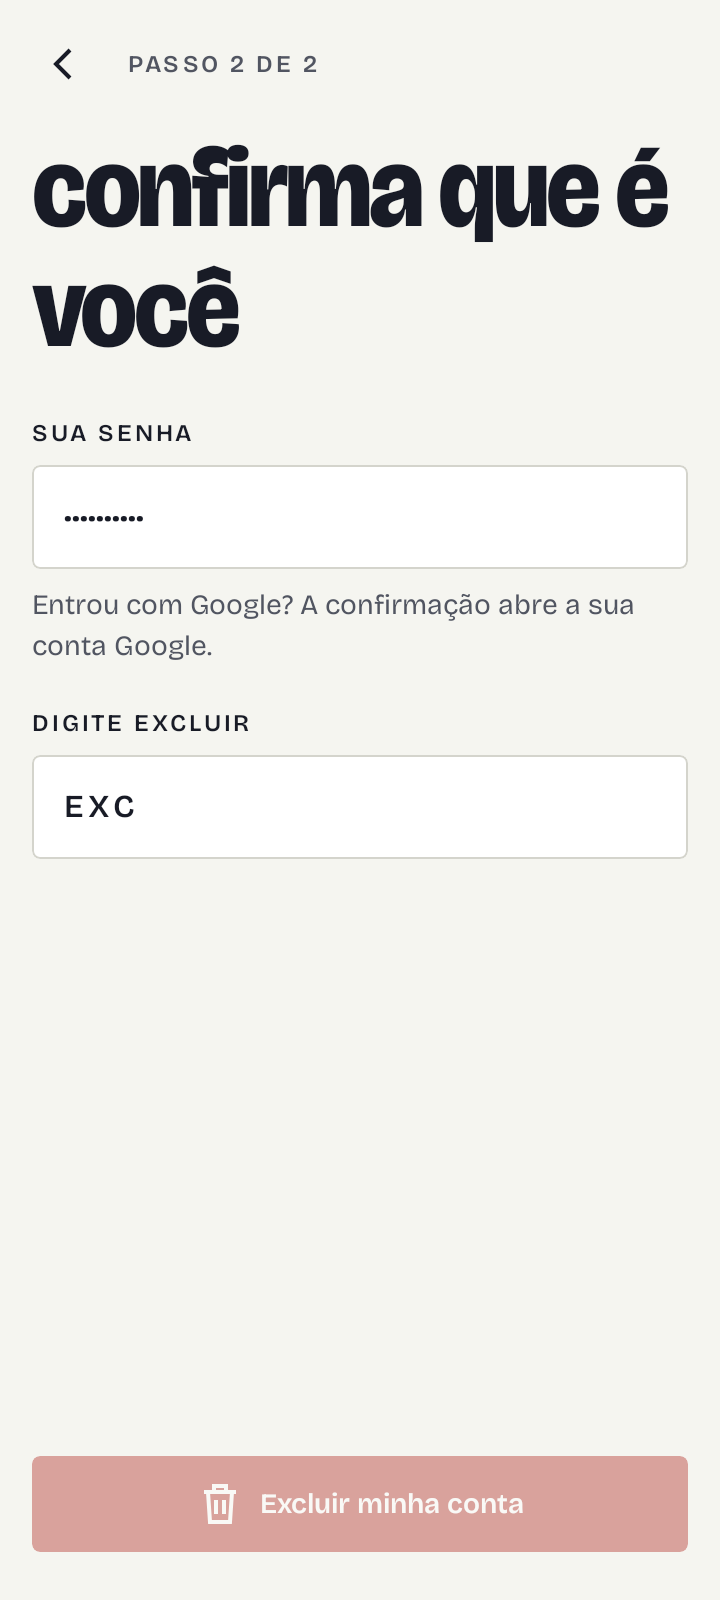 PASSO 2 DE 2
confirma que é
você
SUA SENHA
••••••••••
Entrou com Google? A confirmação abre a sua
conta Google.
DIGITE EXCLUIR
EXC
Excluir minha conta